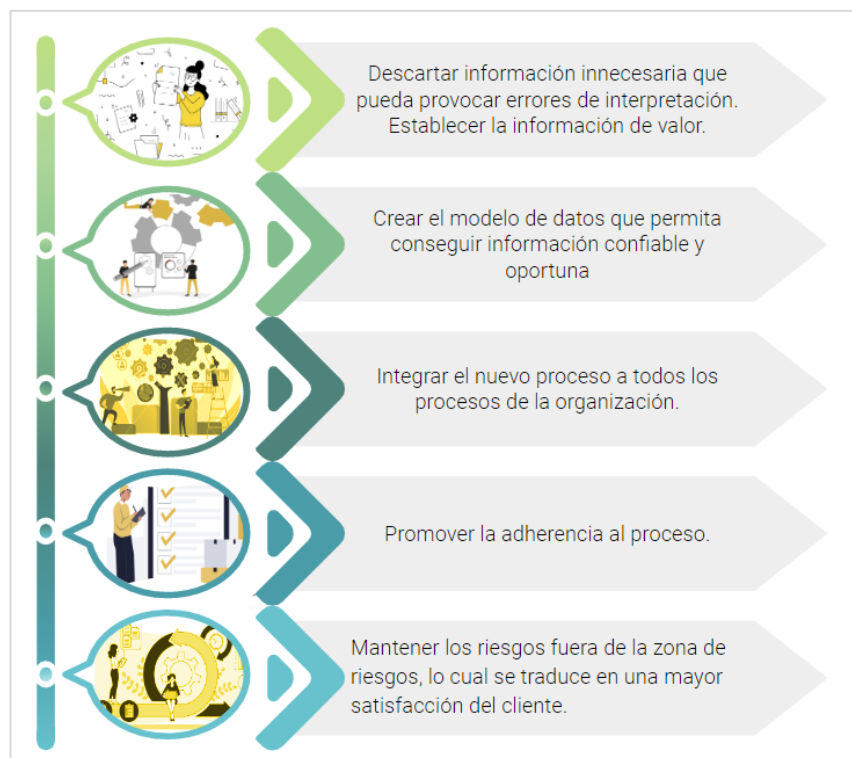 Descartar información innecesaria que
pueda provocar errores de interpretación.
Establecer la información de valor.
Crear el modelo de datos que permita
conseguir información confiable y
oportuna
Integrar el nuevo proceso a todos los
procesos de la organización.
Promover la adherencia al proceso.
Mantener los riesgos fuera de la zona de
riesgos, lo cual se traduce en una mayor
satisfacción del cliente.